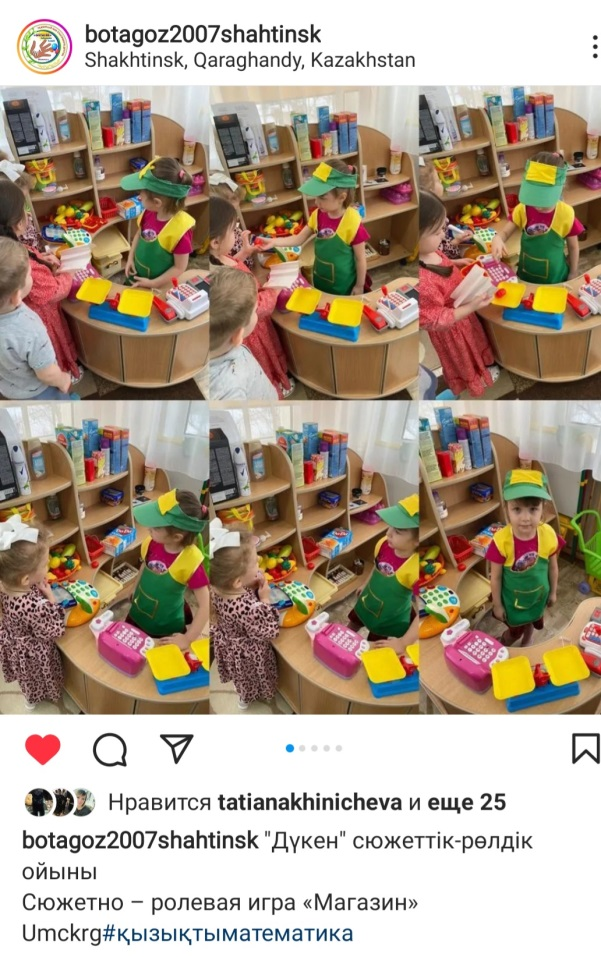 botagoz2007shahtinsk
Shakhtinsk, Qaraghandy, Kazakhstan
Нравится tatianakhinicheva и еще 25
botagoz2007shahtinsk "Дүкен" сюжеттік-рөлдік
ойыны
Сюжетно – ролевая игра «Магазин»
Umckrg#қызықтыматематика